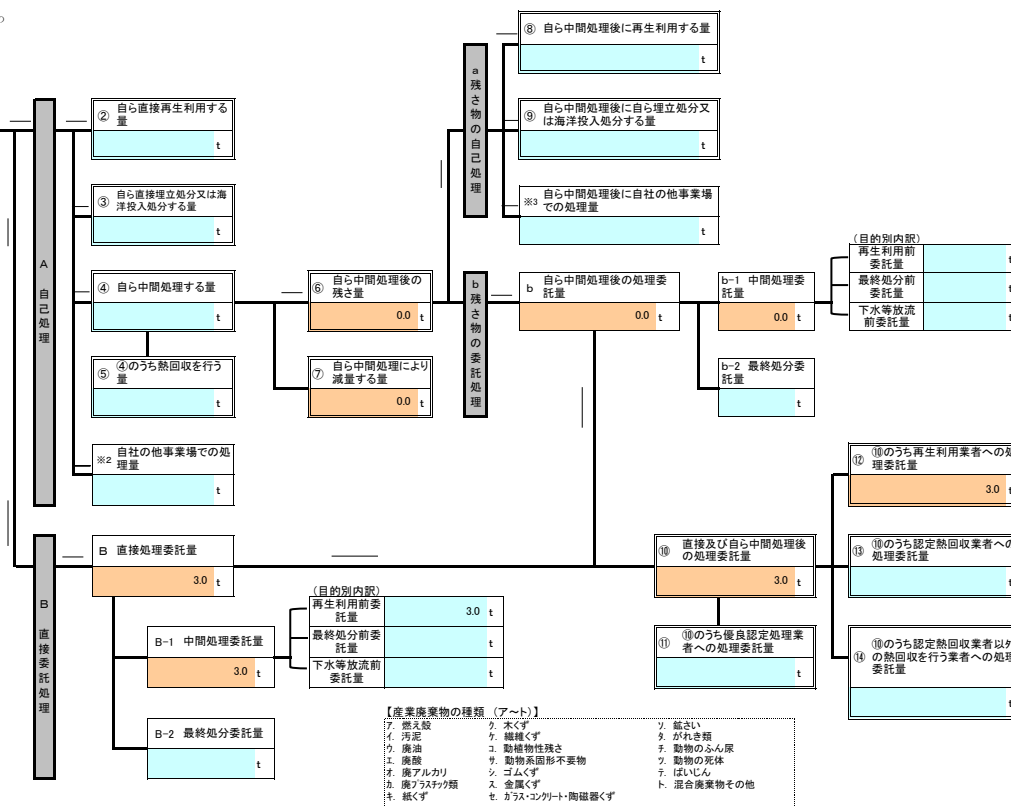 ⑧ 自ら中間処理後に再生利用する量
t
② 自ら直接再生利用する
量
t
a 残さ物の自己処理
⑨ 自ら中間処理後に自ら埋立処分又
は海洋投入処分する量
t
③ 自ら直接埋立処分又は海
洋投入処分する量
t
※3 自ら中間処理後に自社の他事業場
での処理量
t
A 自己処理
④ 自ら中間処理する量
t
⑥ 自ら中間処理後の
残さ量
0.0 t
b 残さ物の委託処理
b 自ら中間処理後の処理委
託量
0.0 t
b-1 中間処理委
託量
0.0 t
(目的別内訳)
再生利用前
委託量
t
最終処分前
委託量
t
下水等放流
前委託量
t
⑤ ④のうち熱回収を行う
量
t
⑦ 自ら中間処理により
減量する量
0.0 t
b-2 最終処分委
託量
t
※2 自社の他事業場での処
理量
t
⑫ ⑩のうち再生利用業者への処
理委託量
3.0 t
B 直接委託処理
B 直接処理委託量
3.0 t
⑩ 直接及び自ら中間処理後
の処理委託量
3.0 t
⑬ ⑩のうち認定熱回収業者への
処理委託量
t
B-1 中間処理委託量
3.0 t
(目的別内訳)
再生利用前委
託量
3.0 t
最終処分前委
託量
t
下水等放流前
委託量
t
⑪ ⑩のうち優良認定処理業
者への処理委託量
t
⑭ ⑩のうち認定熱回収業者以外
の熱回収を行う業者への処理
委託量
t
B-2 最終処分委託量
t
【産業廃棄物の種類 (ア～ト)】
ア. 燃え殻 ク. 木くず ソ. 鉱さい
イ. 汚泥 ケ. 繊維くず タ. がれき類
ウ. 廃油 コ. 動植物性残さ チ. 動物のふん尿
エ. 廃酸 サ. 動物系固形不要物 ツ. 動物の死体
オ. 廃アルカリ シ. ゴムくず テ. ばいじん
カ. 廃プラスチック類 ス. 金属くず ト. 混合廃棄物その他
キ. 紙くず セ. ガラス・コンクリート・陶磁器くず